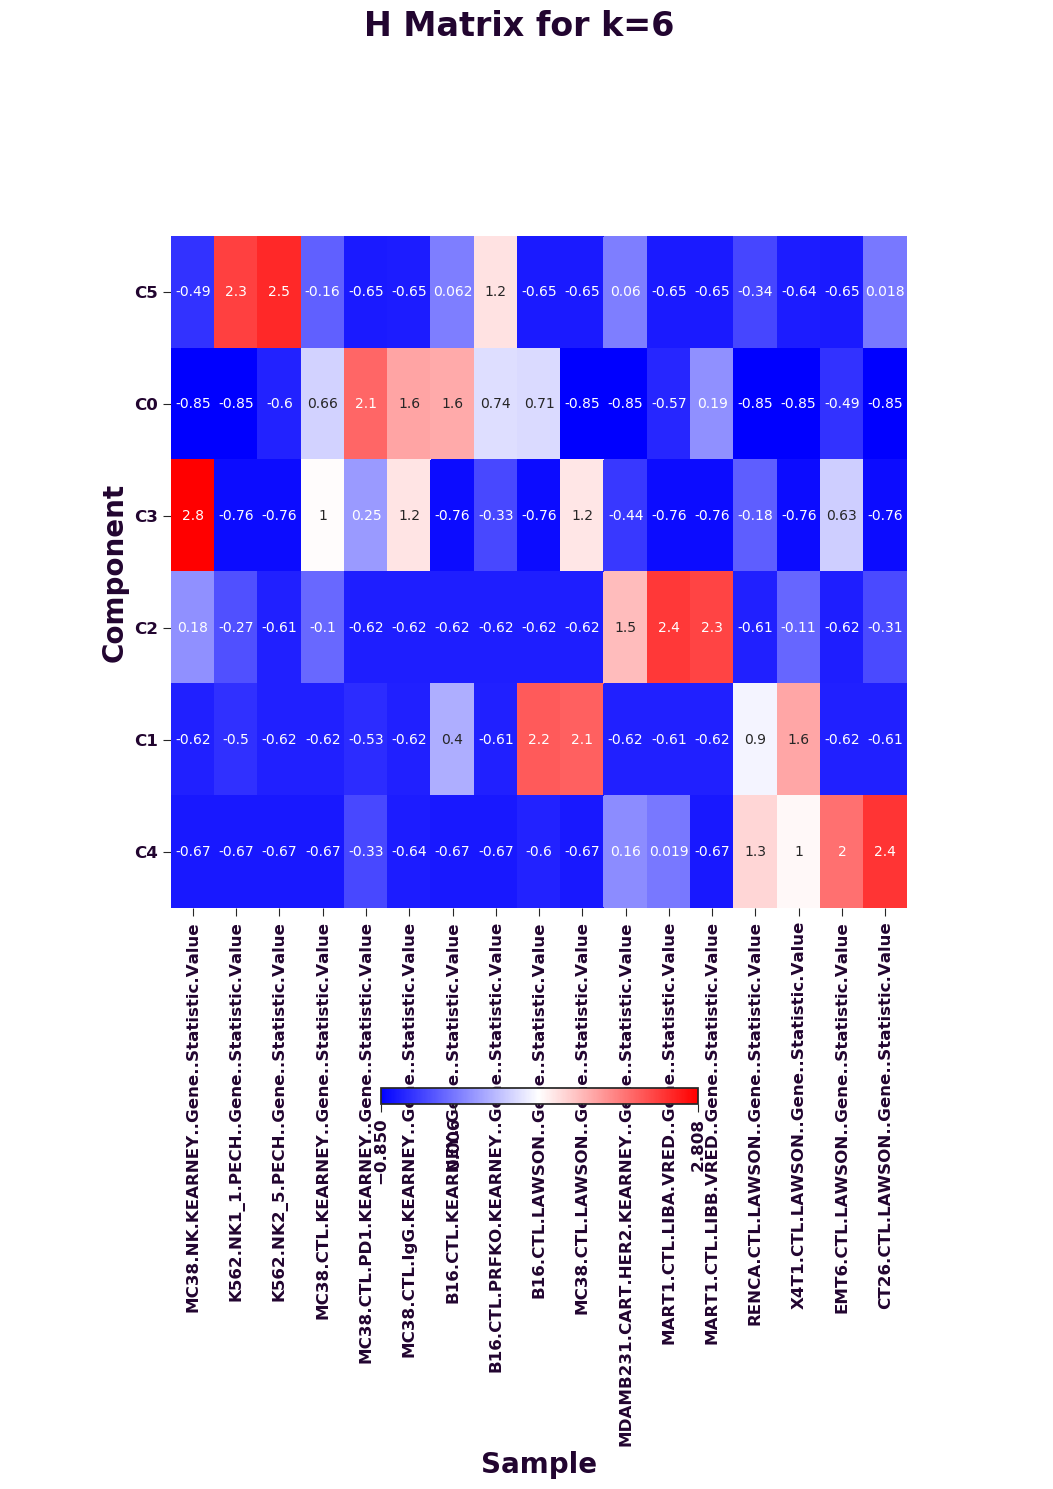 H Matrix for k=6
Component
C5 -0.49 2.3 2.5 -0.16 -0.65 -0.65 0.062 1.2 -0.65 -0.65 0.06 -0.65 -0.65 -0.34 -0.64 -0.65 0.018
C0 -0.85 -0.85 -0.6 0.66 2.1 1.6 1.6 0.74 0.71 -0.85 -0.85 -0.57 0.19 -0.85 -0.85 -0.49 -0.85
C3 2.8 -0.76 -0.76 1 0.25 1.2 -0.76 -0.33 -0.76 1.2 -0.44 -0.76 -0.76 -0.18 -0.76 0.63 -0.76
C2 0.18 -0.27 -0.61 -0.1 -0.62 -0.62 -0.62 -0.62 -0.62 -0.62 1.5 2.4 2.3 -0.61 -0.11 -0.62 -0.31
C1 -0.62 -0.5 -0.62 -0.62 -0.53 -0.62 0.4 -0.61 2.2 2.1 -0.62 -0.61 -0.62 0.9 1.6 -0.62 -0.61
C4 -0.67 -0.67 -0.67 -0.67 -0.33 -0.64 -0.67 -0.67 -0.6 -0.67 0.16 0.019 -0.67 1.3 1 2 2.4
MC38.NK.KEARNEY..Gene..Statistic.Value
K562.NK1_1.PECH..Gene..Statistic.Value
K562.NK2_5.PECH..Gene..Statistic.Value
MC38.CTL.KEARNEY..Gene..Statistic.Value
MC38.CTL.PD1.KEARNEY..Gene..Statistic.Value
MC38.CTL.IgG.KEARNEY..Gene..Statistic.Value
B16.CTL.KEARNEY..Gene..Statistic.Value
B16.CTL.PRFKO.KEARNEY..Gene..Statistic.Value
B16.CTL.LAWSON..Gene..Statistic.Value
MC38.CTL.LAWSON..Gene..Statistic.Value
MDAMB231.CART.HER2.KEARNEY..Gene..Statistic.Value
MART1.CTL.LIBA.VRED..Gene..Statistic.Value
MART1.CTL.LIBB.VRED..Gene..Statistic.Value
RENCA.CTL.LAWSON..Gene..Statistic.Value
X4T1.CTL.LAWSON..Gene..Statistic.Value
EMT6.CTL.LAWSON..Gene..Statistic.Value
CT26.CTL.LAWSON..Gene..Statistic.Value
−0.850
2.808
Sample